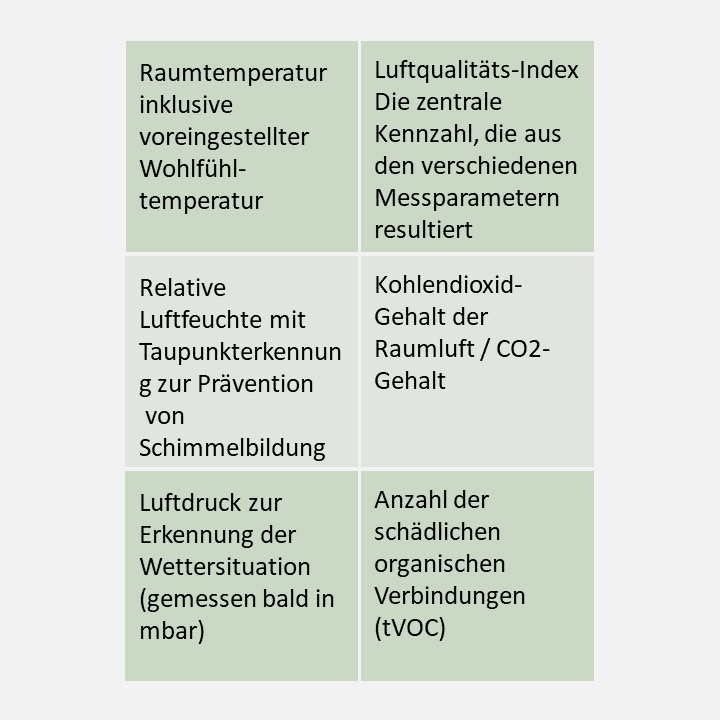 Raumtemperatur
inklusive
voreingestellter
Wohlfühl-
temperatur
Luftqualitäts-Index
Die zentrale
Kennzahl, die aus
den verschiedenen
Messparametern
resultiert
Relative
Luftfeuchte mit
Taupunkterkennun
g zur Prävention
von
Schimmelbildung
Kohlendioxid-
Gehalt der
Raumluft / CO2-
Gehalt
Luftdruck zur
Erkennung der
Wettersituation
(gemessen bald in
mbar)
Anzahl der
schädlichen
organischen
Verbindungen
(tVOC)